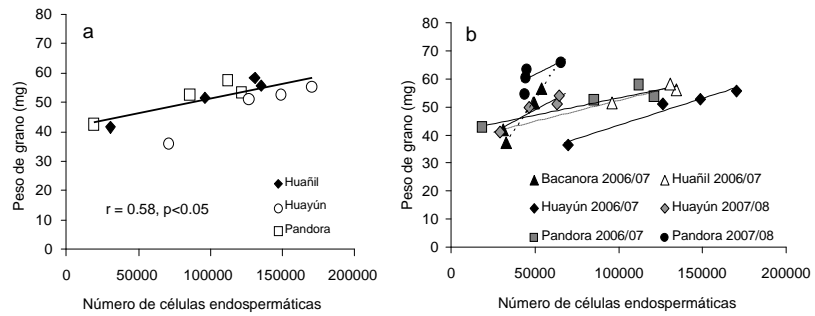 a
Peso de grano (mg)
80
70
60
50
40
30
20
10
0
r = 0.58, p<0.05
Huañil
Huayún
Pandora
0 50000 100000 150000 200000
Número de células endospermáticas
b
Peso de grano (mg)
80
70
60
50
40
30
20
10
0
Bacanora 2006/07 Huañil 2006/07
Huayún 2006/07 Huayún 2007/08
Pandora 2006/07 Pandora 2007/08
0 50000 100000 150000 200000
Número de células endospermáticas